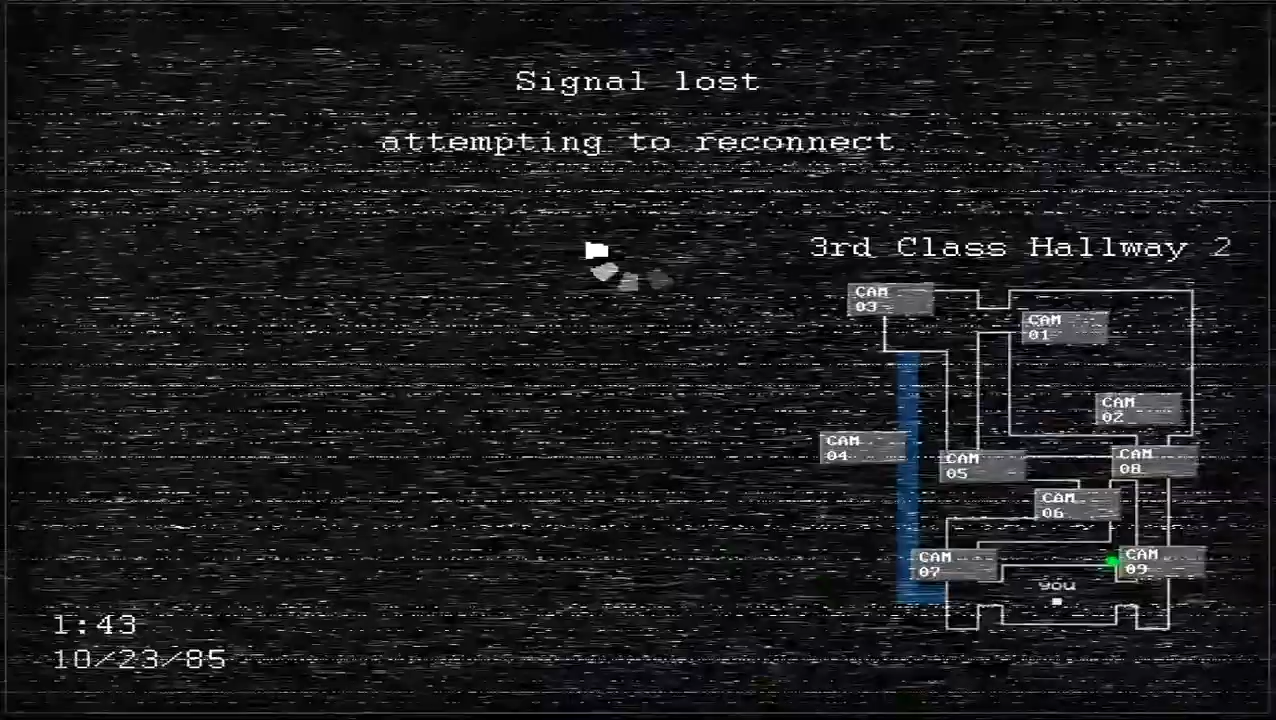 Signal lost
attempting to reconnect
3rd Class Hallway 2
CAM
03
CAM
01
CAM
02
CAM
04
CAM
05
CAM
08
CAM
06
CAM
07
CAM
09
you
1:43
10/23/85